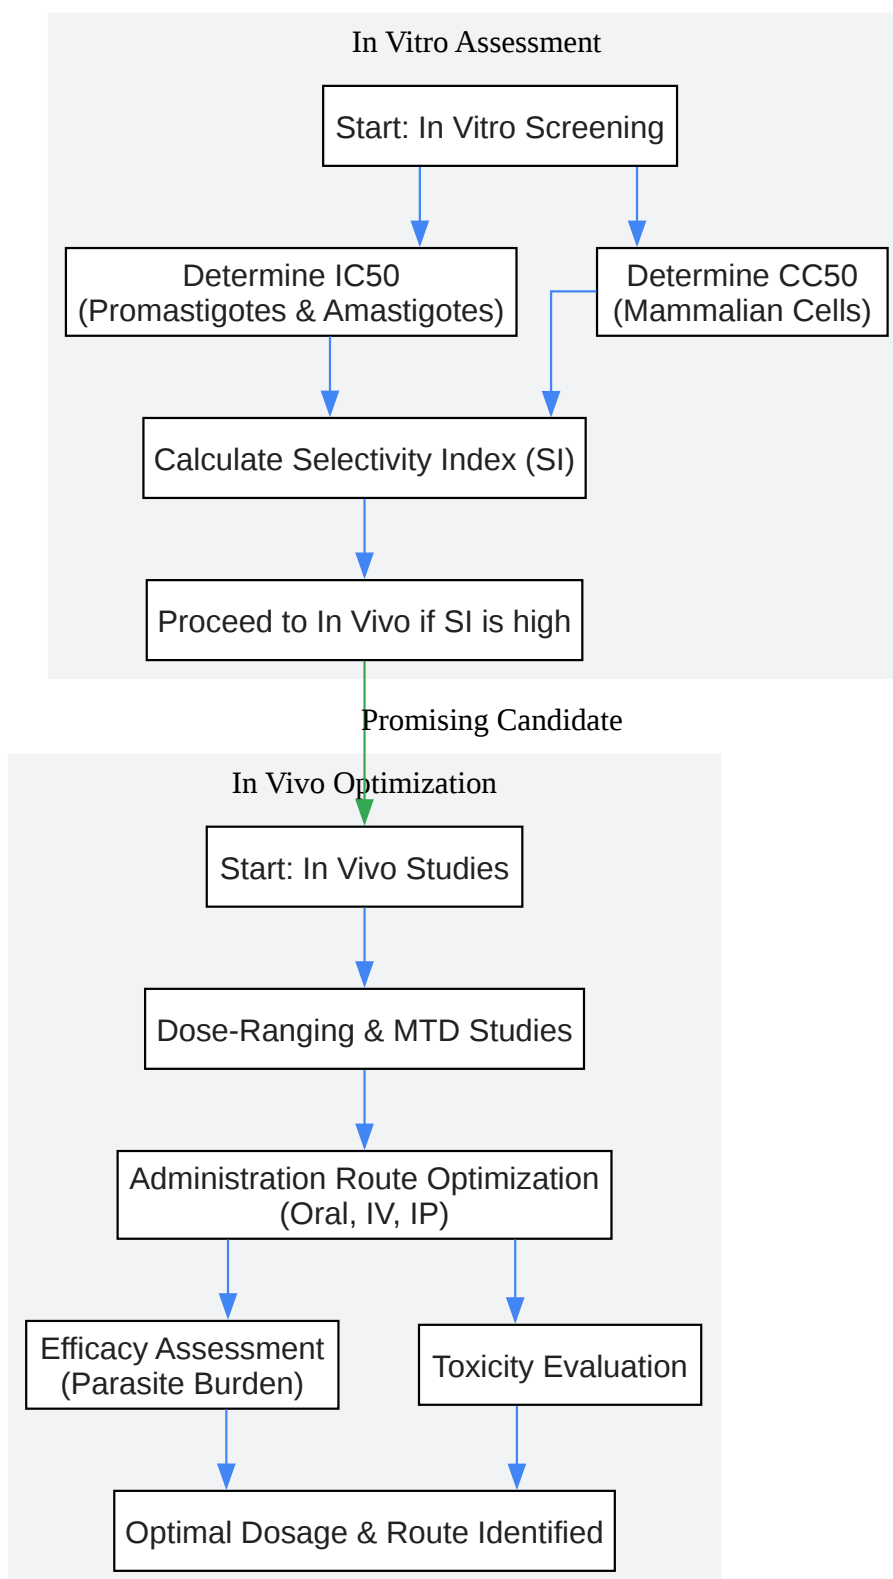 In Vitro Assessment
Start: In Vitro Screening
Determine IC50
(Promastigotes & Amastigotes)
Determine CC50
(Mammalian Cells)
Calculate Selectivity Index (SI)
Proceed to In Vivo if SI is high
Promising Candidate
In Vivo Optimization
Start: In Vivo Studies
Dose-Ranging & MTD Studies
Administration Route Optimization
(Oral, IV, IP)
Efficacy Assessment
(Parasite Burden)
Toxicity Evaluation
Optimal Dosage & Route Identified